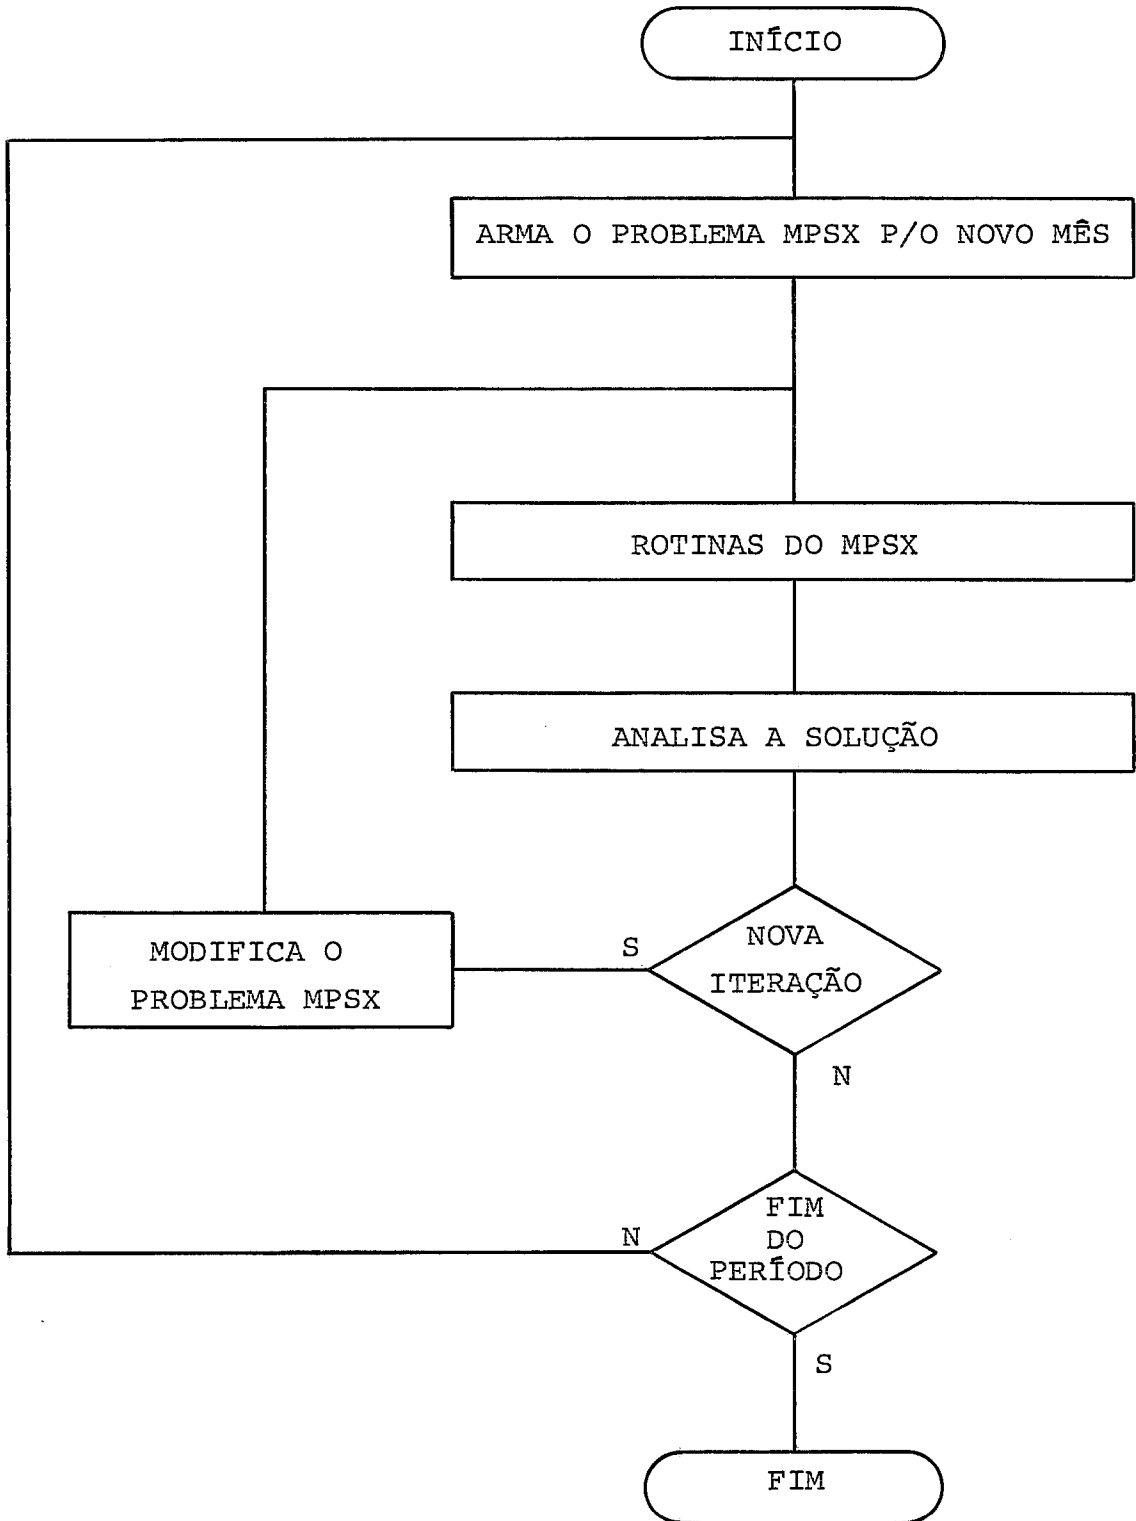 INÍCIO
ARMA O PROBLEMA MPSX P/O NOVO MÊS
ROTINAS DO MPSX
ANALISA A SOLUÇÃO
NOVA
ITERAÇÃO
S
MODIFICA O
PROBLEMA MPSX
N
FIM
DO
PERÍODO
N
S
FIM